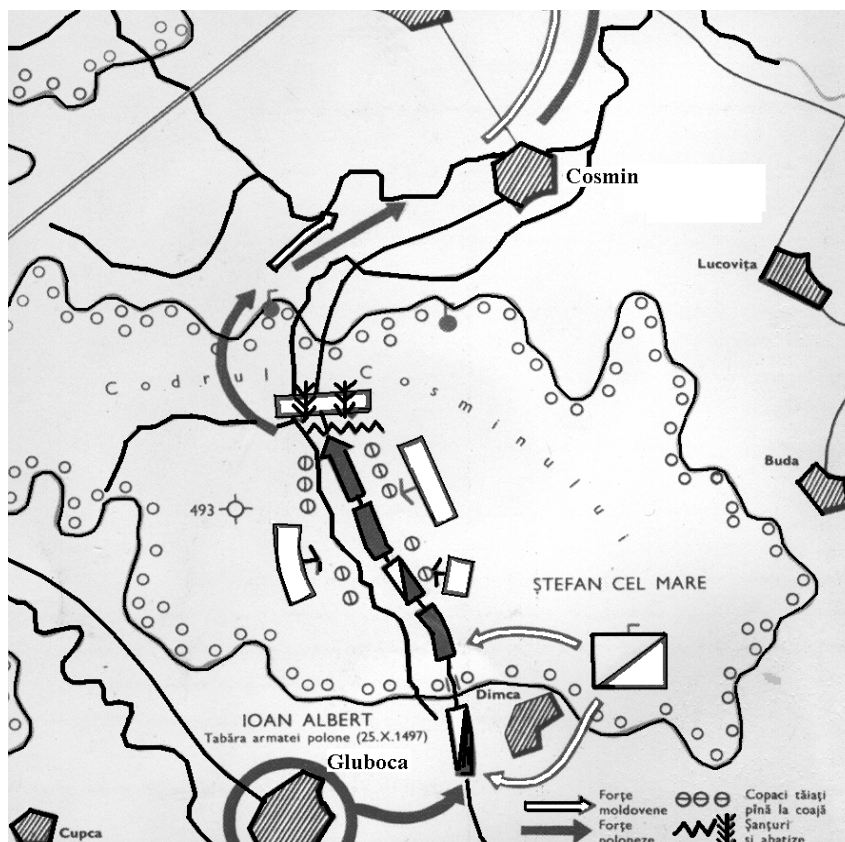 Cosmin
Lucovița
Codrul Cosminului
Buda
493
ȘTEFAN CEL MARE
Dimca
IOAN ALBERT
Tabăra armatei polone (25.X.1497)
Gluboca
Cupca
Forțe
moldovene
Forțe
poloneze
Copaci tăiați
pînă la coajă
Șanțuri
și abatize